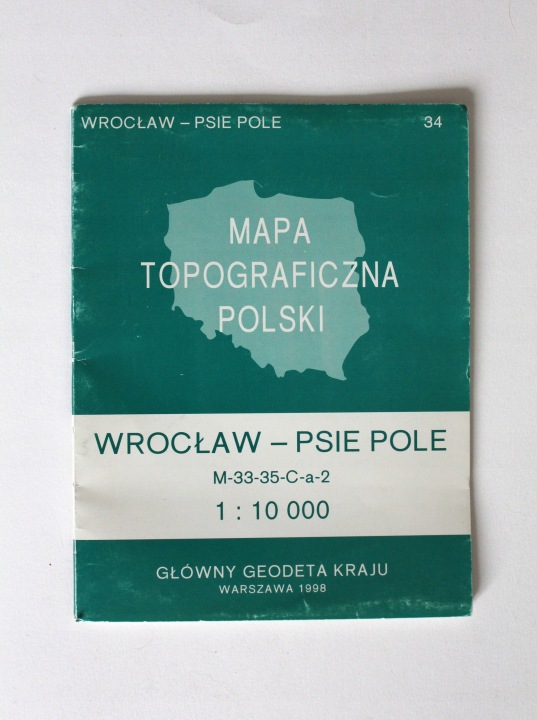 WROCŁAW – PSIE POLE 34
MAPA
TOPOGRAFICZNA
POLSKI
WROCŁAW – PSIE POLE
M-33-35-C-a-2
1 : 10 000
GŁÓWNY GEODETA KRAJU
WARSZAWA 1998